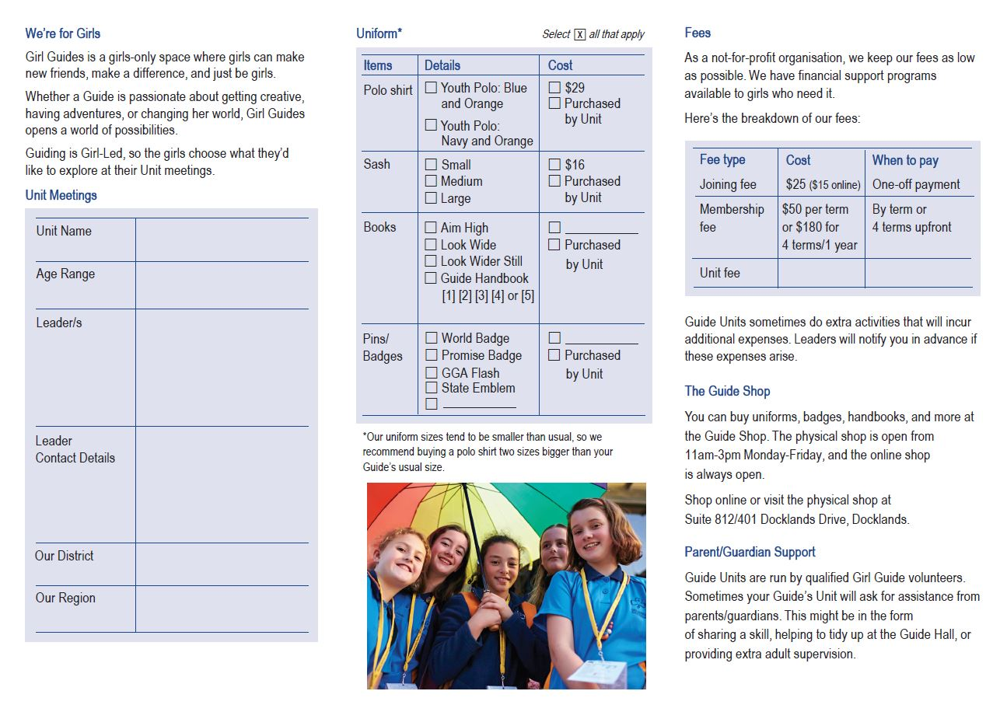 We're for Girls
Girl Guides is a girls-only space where girls can make
new friends, make a difference, and just be girls.
Whether a Guide is passionate about getting creative,
having adventures, or changing her world, Girl Guides
opens a world of possibilities.
Guiding is Girl-Led, so the girls choose what they'd
like to explore at their Unit meetings.
Unit Meetings
Unit Name
Age Range
Leader/s
Leader
Contact Details
Our District
Our Region
Uniform*
Select X all that apply
Items
Details
Cost
Polo shirt
Youth Polo: Blue
and Orange
Youth Polo:
Navy and Orange
$29
Purchased
by Unit
Sash
Small
Medium
Large
$16
Purchased
by Unit
Books
Aim High
Look Wide
Look Wider Still
Guide Handbook
[1] [2] [3] [4] or [5]
Purchased
by Unit
Pins/
Badges
World Badge
Promise Badge
GGA Flash
State Emblem
Purchased
by Unit
*Our uniform sizes tend to be smaller than usual, so we
recommend buying a polo shirt two sizes bigger than your
Guide's usual size.
Fees
As a not-for-profit organisation, we keep our fees as low
as possible. We have financial support programs
available to girls who need it.
Here's the breakdown of our fees:
Fee type
Cost
When to pay
Joining fee
$25 ($15 online)
One-off payment
Membership
fee
$50 per term
or $180 for
4 terms/1 year
By term or
4 terms upfront
Unit fee
Guide Units sometimes do extra activities that will incur
additional expenses. Leaders will notify you in advance if
these expenses arise.
The Guide Shop
You can buy uniforms, badges, handbooks, and more at
the Guide Shop. The physical shop is open from
11am-3pm Monday-Friday, and the online shop
is always open.
Shop online or visit the physical shop at
Suite 812/401 Docklands Drive, Docklands.
Parent/Guardian Support
Guide Units are run by qualified Girl Guide volunteers.
Sometimes your Guide's Unit will ask for assistance from
parents/guardians. This might be in the form
of sharing a skill, helping to tidy up at the Guide Hall, or
providing extra adult supervision.